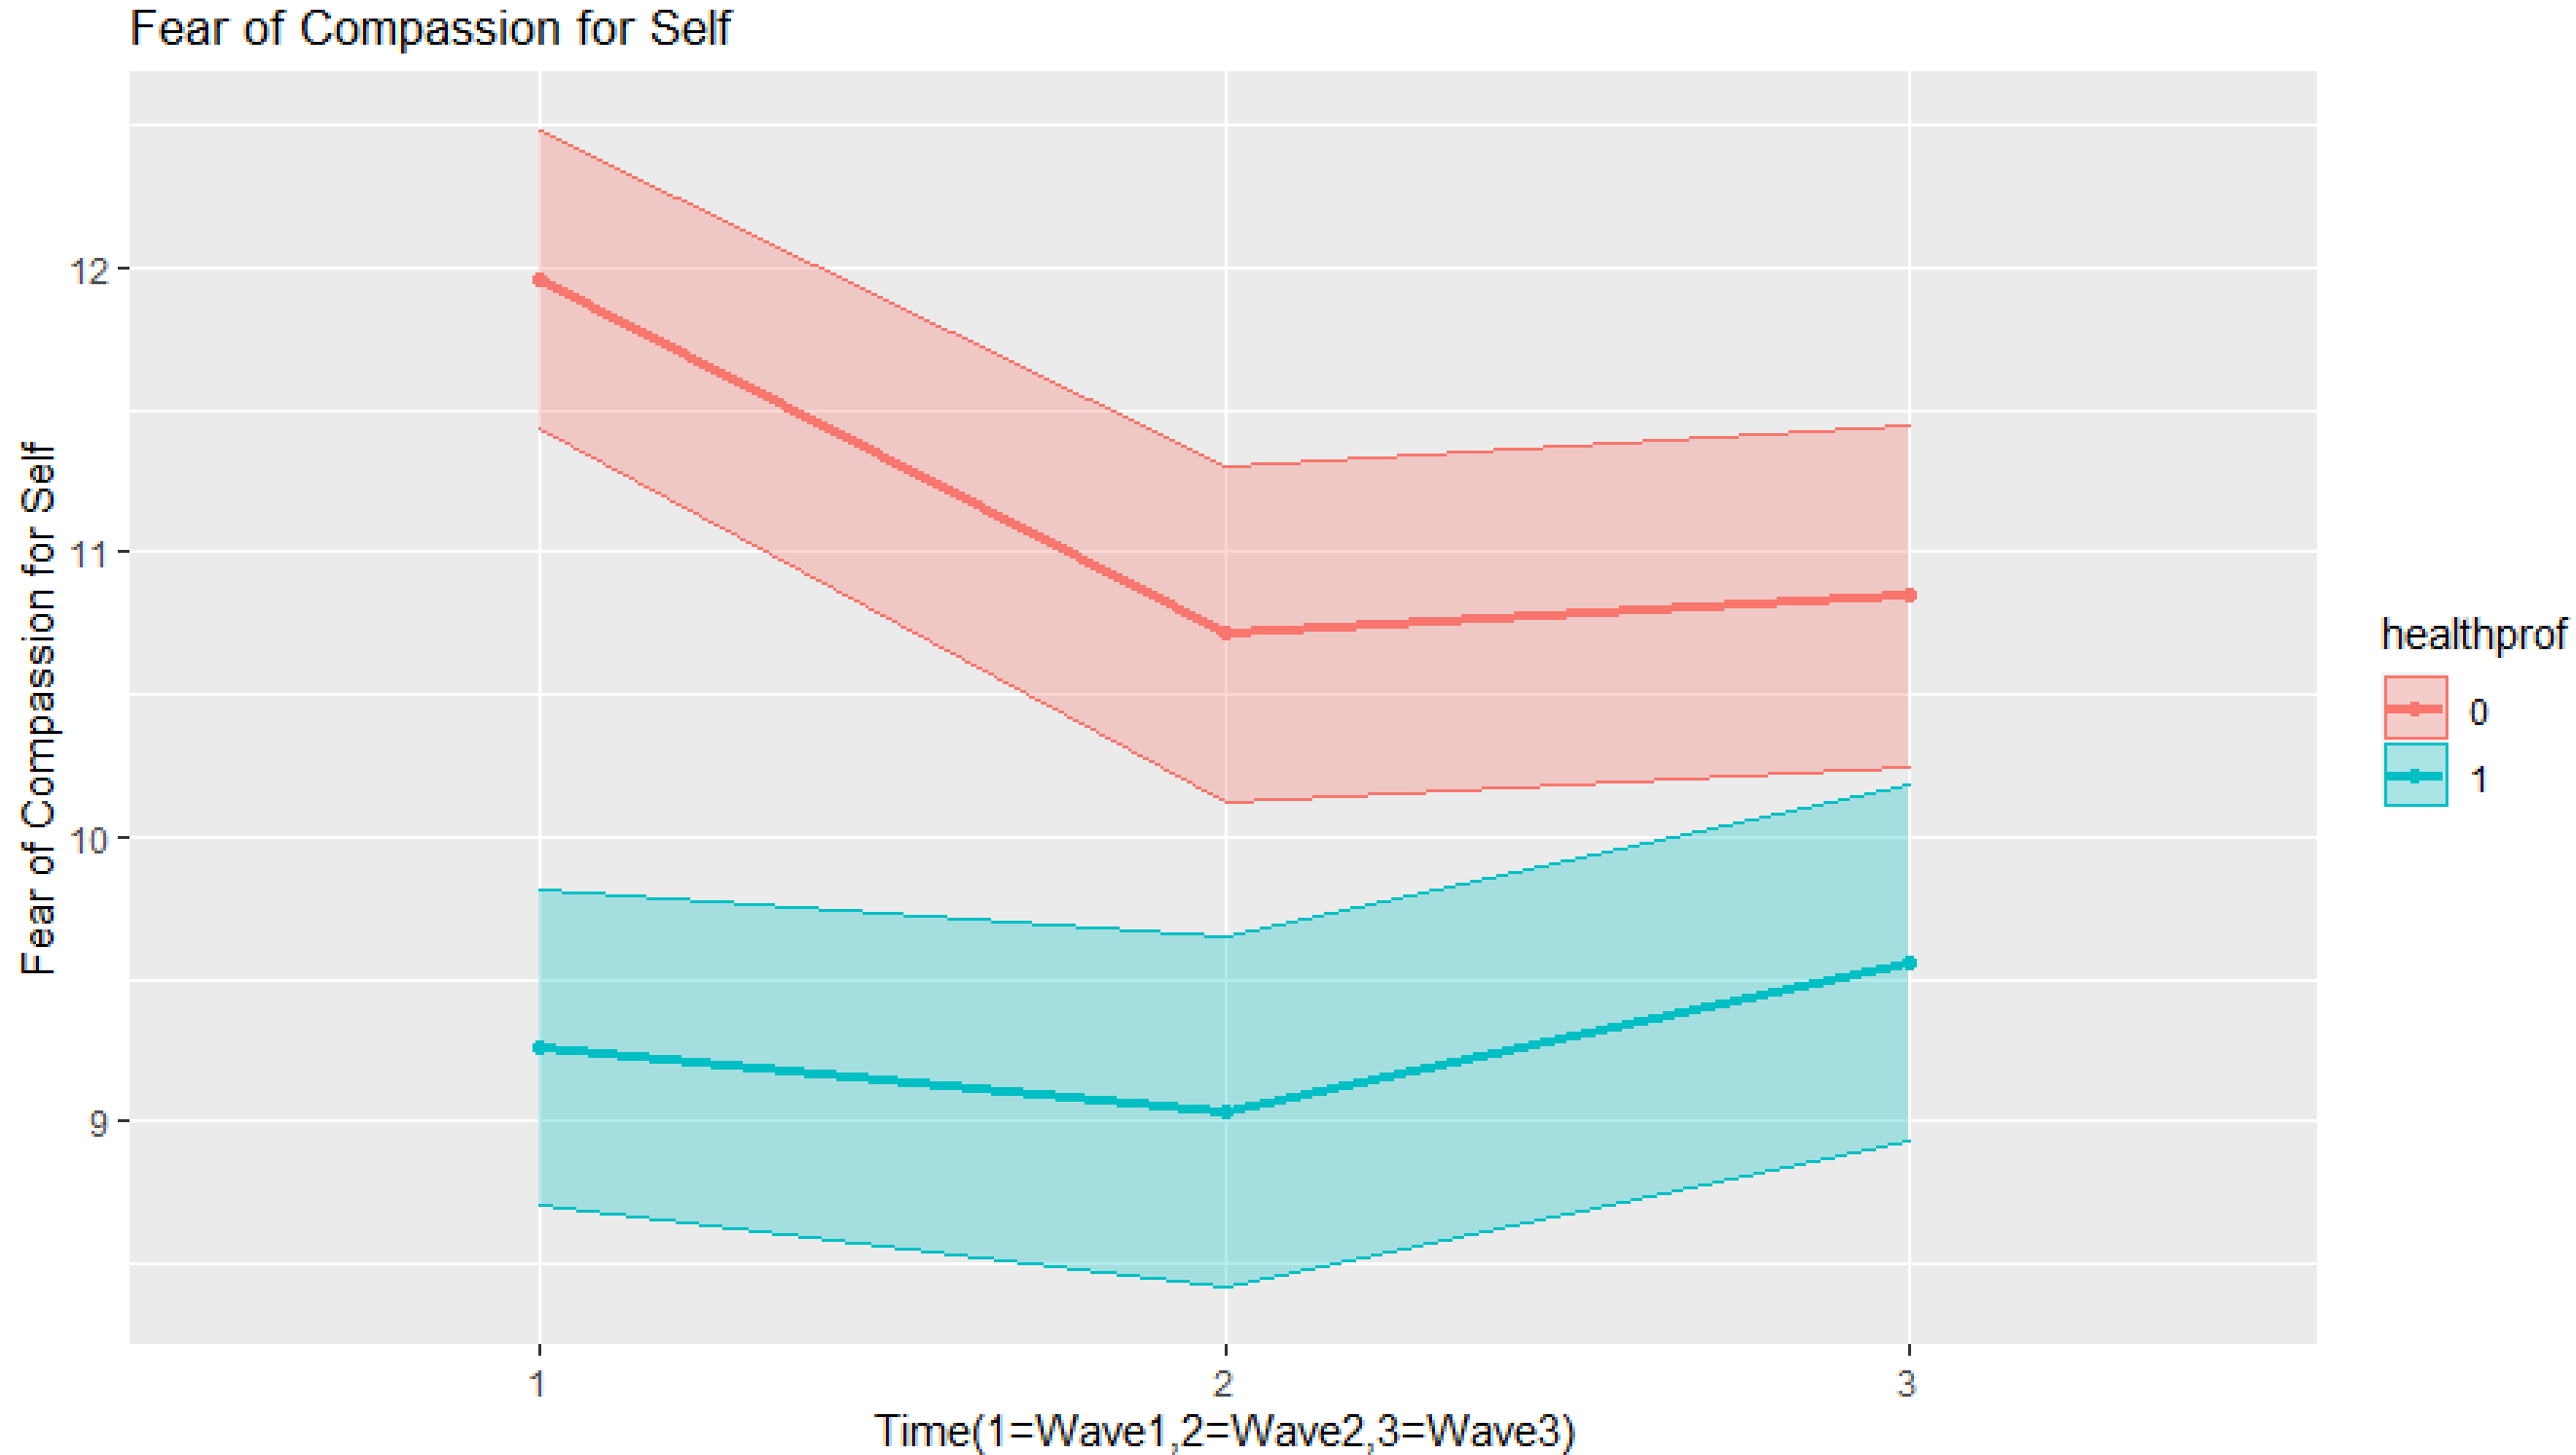 Fear of Compassion for Self
Fear of Compassion for Self
12
11
10
9
1
2
3
Time(1=Wave1,2=Wave2,3=Wave3)
healthprof
0
1